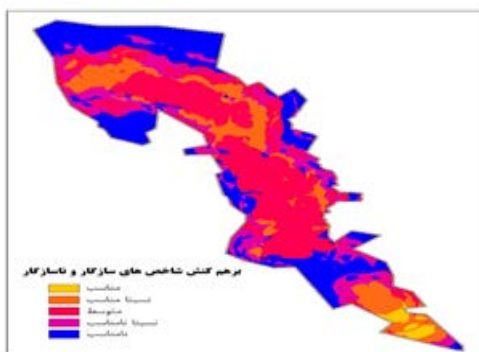 برهم کنش شاخص های سازگار و ناسازگار
مناسب
نسبتا مناسب
متوسط
نسبتا نامناسب
نامناسب